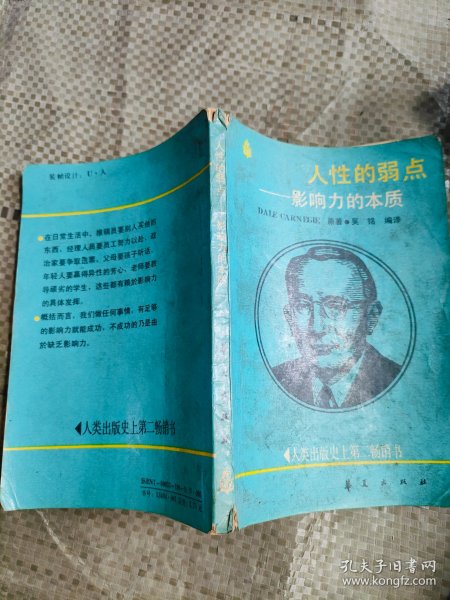 装帧设计：U·人
●在日常生活中，推销员要别人买他的
东西、经理人员要员工努力以赴、政
治家要争取选票、父母要孩子听话、
年轻人要赢得异性的芳心、老师要教
导顽劣的学生，这些都有赖於影响力
的具体发挥。
●概括而言，我们做任何事情，有足够
的影响力就能成功，不成功的乃是由
於缺乏影响力。
◀人类出版史上第二畅销书
人性的弱点
影响力的本质
人性的弱点
——影响力的本质
DALE CARNEGIE 原著●吴铭 编译
◀人类出版史上第二畅销书
华夏出版社
孔夫子旧书网
www.kongfz.com